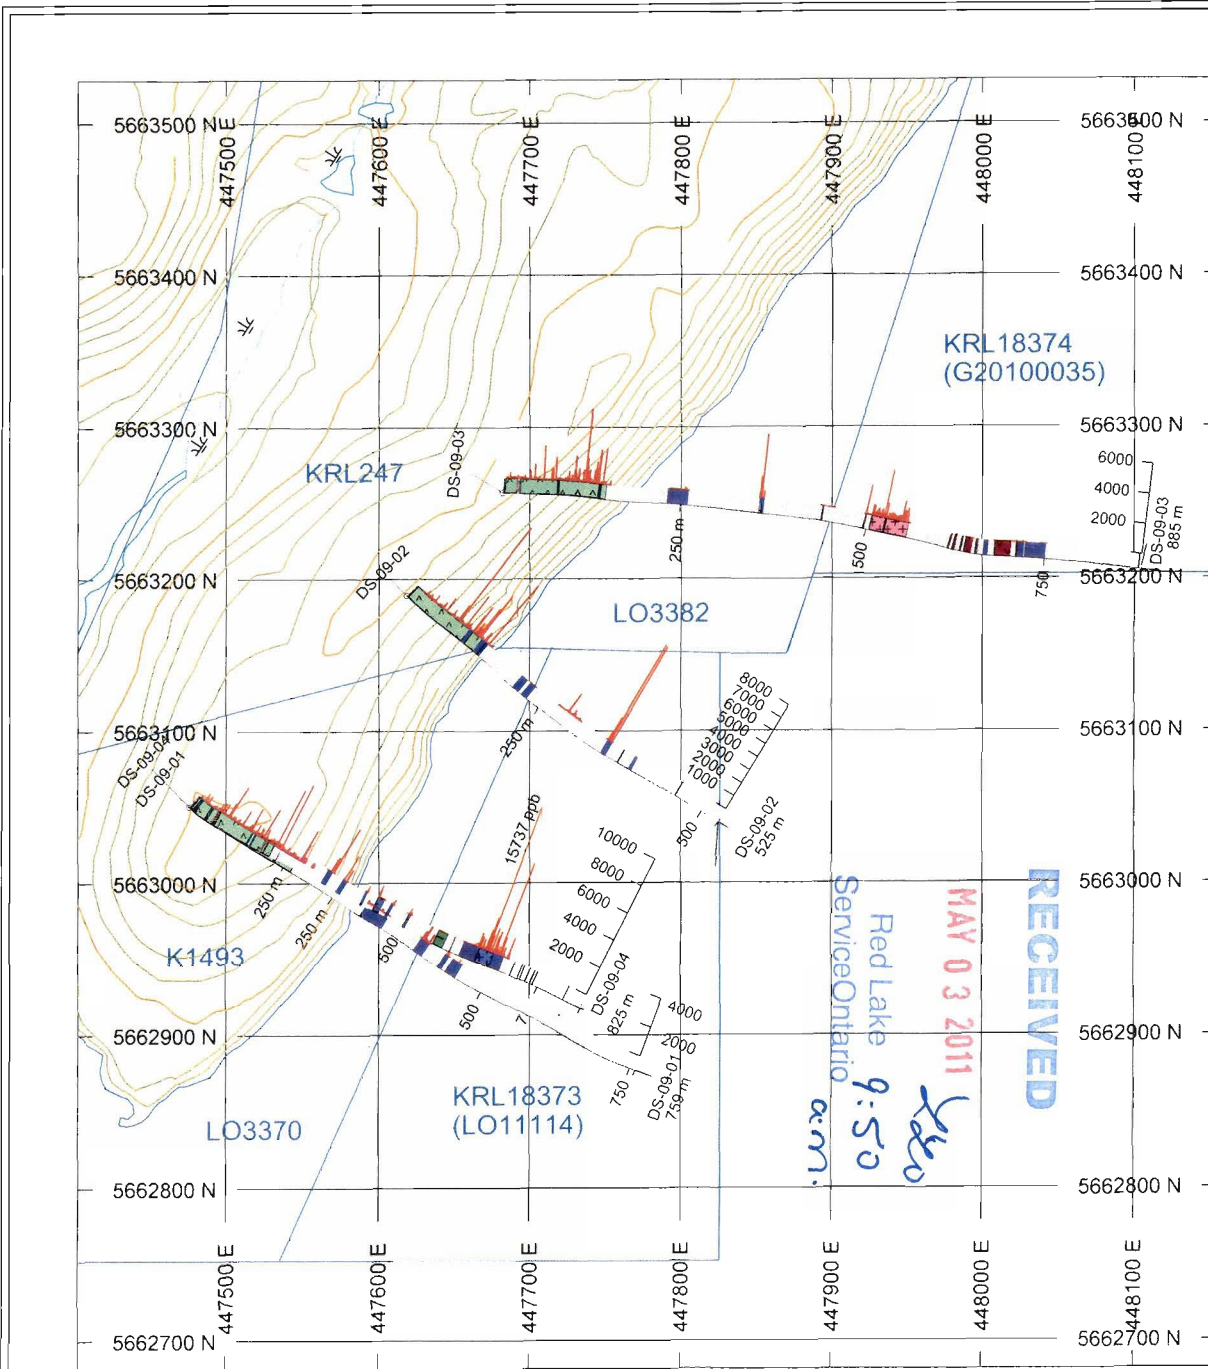 447500 E
447600 E
447700 E
447800 E
447900 E
448000 E
448100 E
5663500 N
5663500 N
5663400 N
5663400 N
KRL18374
(G20100035)
5663300 N
5663300 N
KRL247
DS-09-03
250 m
500
750
6000
4000
2000
DS-09-03
885 m
5663200 N
5663200 N
DS-09-02
LO3382
250 m
500
8000
7000
6000
5000
4000
3000
2000
1000
DS-09-02
525 m
5663100 N
5663100 N
DS-09-04
DS-09-01
15737 ppb
10000
8000
6000
4000
2000
DS-09-04
825 m
5663000 N
5663000 N
250 m
250 m
500
500
7
750
4000
2000
DS-09-01
759 m
K1493
RECEIVED
MAY 03 2011
Red Lake
ServiceOntario
9:50
a.m.
5662900 N
5662900 N
KRL18373
(LO11114)
LO3370
5662800 N
5662800 N
447500 E
447600 E
447700 E
447800 E
447900 E
448000 E
448100 E
5662700 N
5662700 N